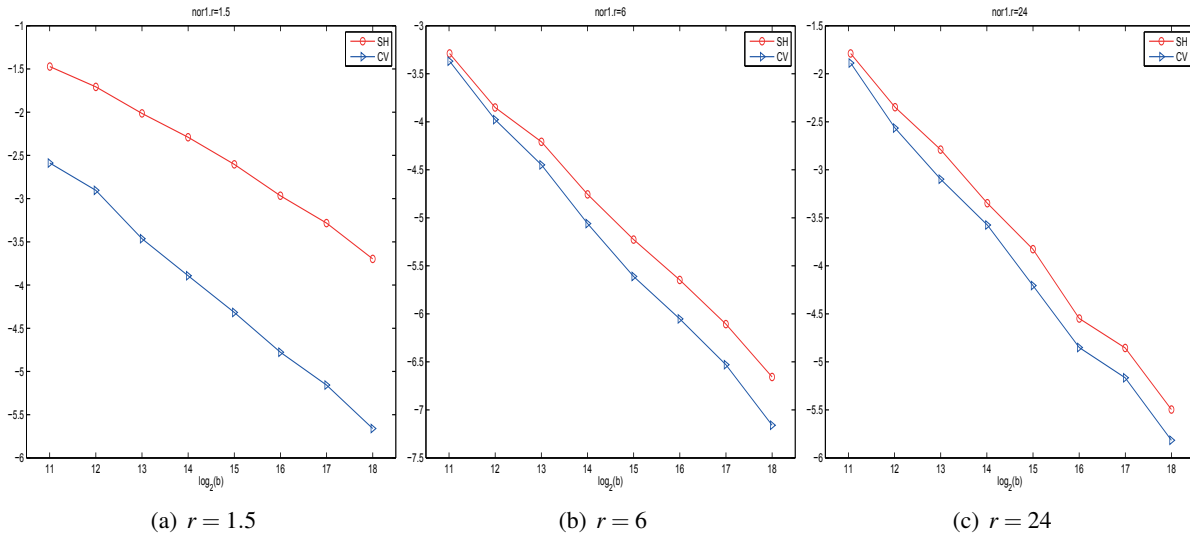 nor1.r=1.5
SH
CV
−1
−1.5
−2
−2.5
−3
−3.5
−4
−4.5
−5
−5.5
−6
11 12 13 14 15 16 17 18
log2(b)
(a) r = 1.5
nor1.r=6
SH
CV
−3
−3.5
−4
−4.5
−5
−5.5
−6
−6.5
−7
−7.5
11 12 13 14 15 16 17 18
log2(b)
(b) r = 6
nor1.r=24
SH
CV
−1.5
−2
−2.5
−3
−3.5
−4
−4.5
−5
−5.5
−6
11 12 13 14 15 16 17 18
log2(b)
(c) r = 24